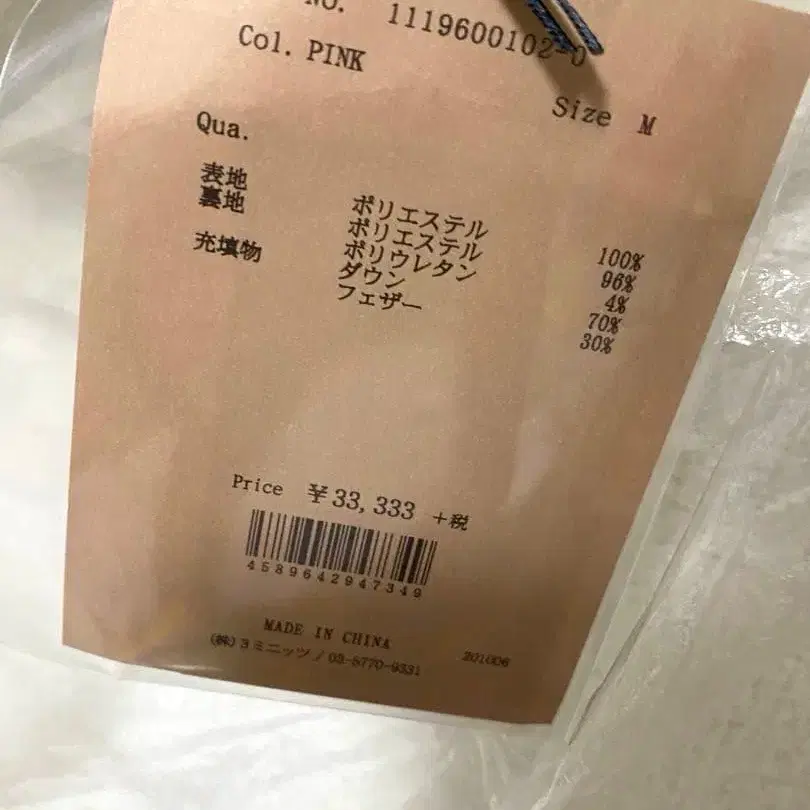 NO. 1119600102-0
Col. PINK
Size M
Qua.
表地 ポリエステル 100%
裏地 ポリエステル 96%
ポリウレタン 4%
充填物 ダウン 70%
フェザー 30%
Price ¥33,333 +税
4589642947349
MADE IN CHINA
(株)3ミニッツ / 03-5770-9331
201006